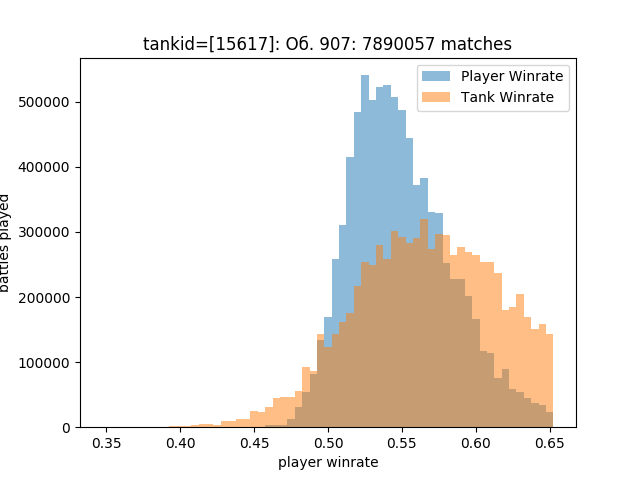 tankid=[15617]: Об. 907: 7890057 matches
Player Winrate
Tank Winrate
500000
400000
300000
200000
100000
0
battles played
0.35 0.40 0.45 0.50 0.55 0.60 0.65
player winrate